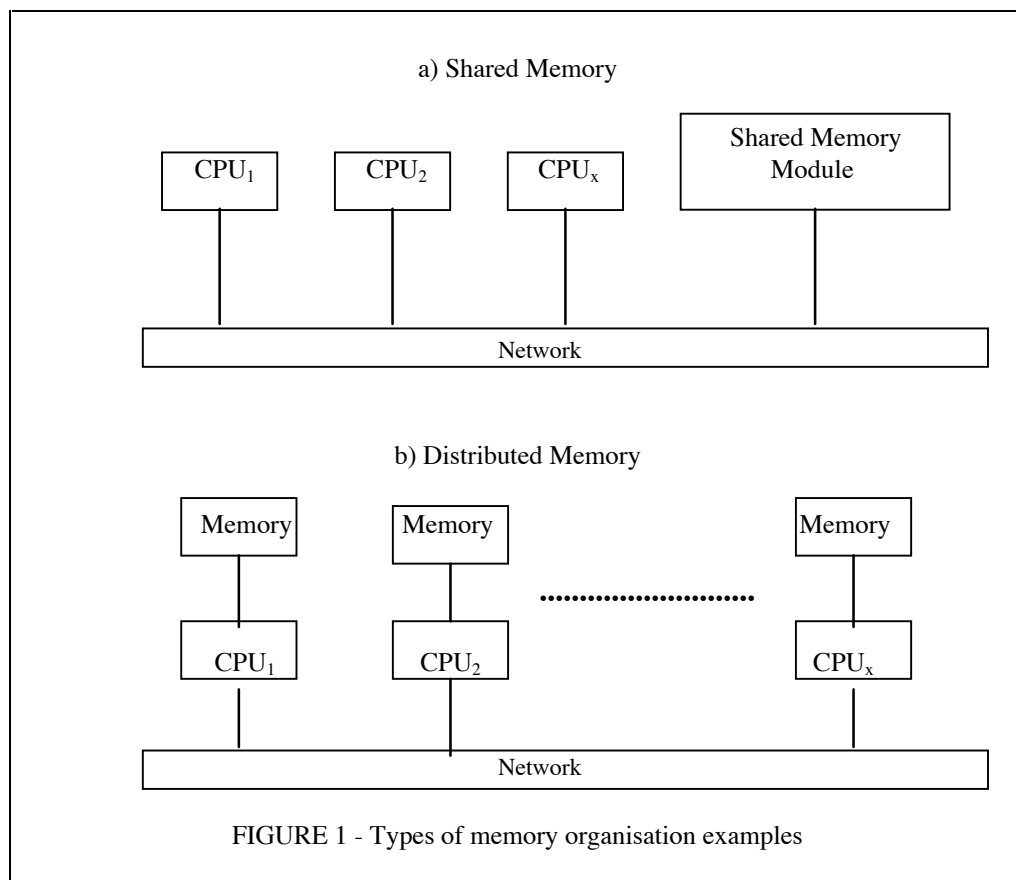 a) Shared Memory
CPU₁ CPU₂ CPUₓ Shared Memory
Module
Network
b) Distributed Memory
Memory Memory Memory
CPU₁ CPU₂ CPUₓ
Network
FIGURE 1 - Types of memory organisation examples